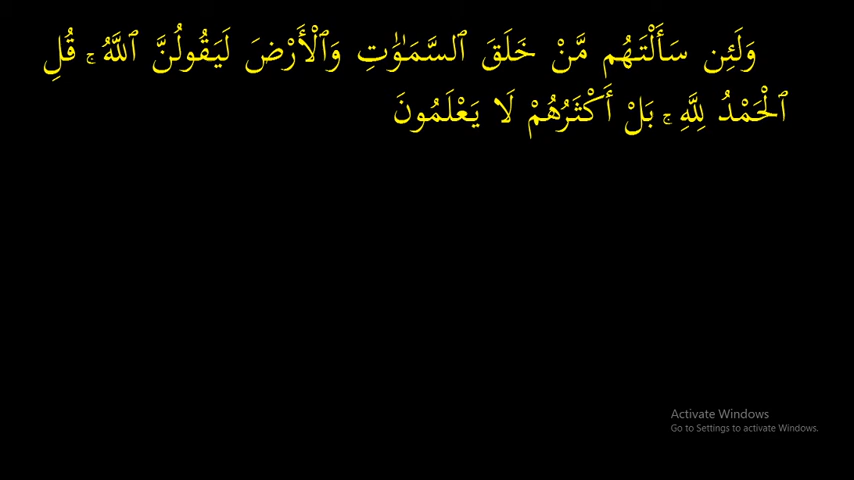 وَلَئِن سَأَلْتَهُم مَّنْ خَلَقَ ٱلسَّمَٰوَٰتِ وَٱلْأَرْضَ لَيَقُولُنَّ ٱللَّهُ ۚ قُلِ
ٱلْحَمْدُ لِلَّهِ ۚ بَلْ أَكْثَرُهُمْ لَا يَعْلَمُونَ
Activate Windows
Go to Settings to activate Windows.